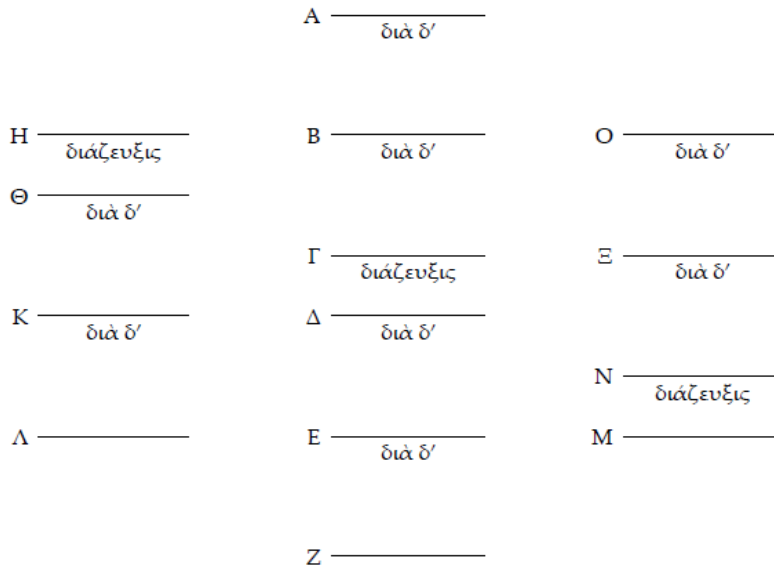 Α
διὰ δ′
Η Β Ο
διάζευξις διὰ δ′ διὰ δ′
Θ
διὰ δ′
Γ Ξ
διάζευξις διὰ δ′
Κ Δ
διὰ δ′ διὰ δ′
Ν
διάζευξις
Λ Ε Μ
διὰ δ′
Ζ